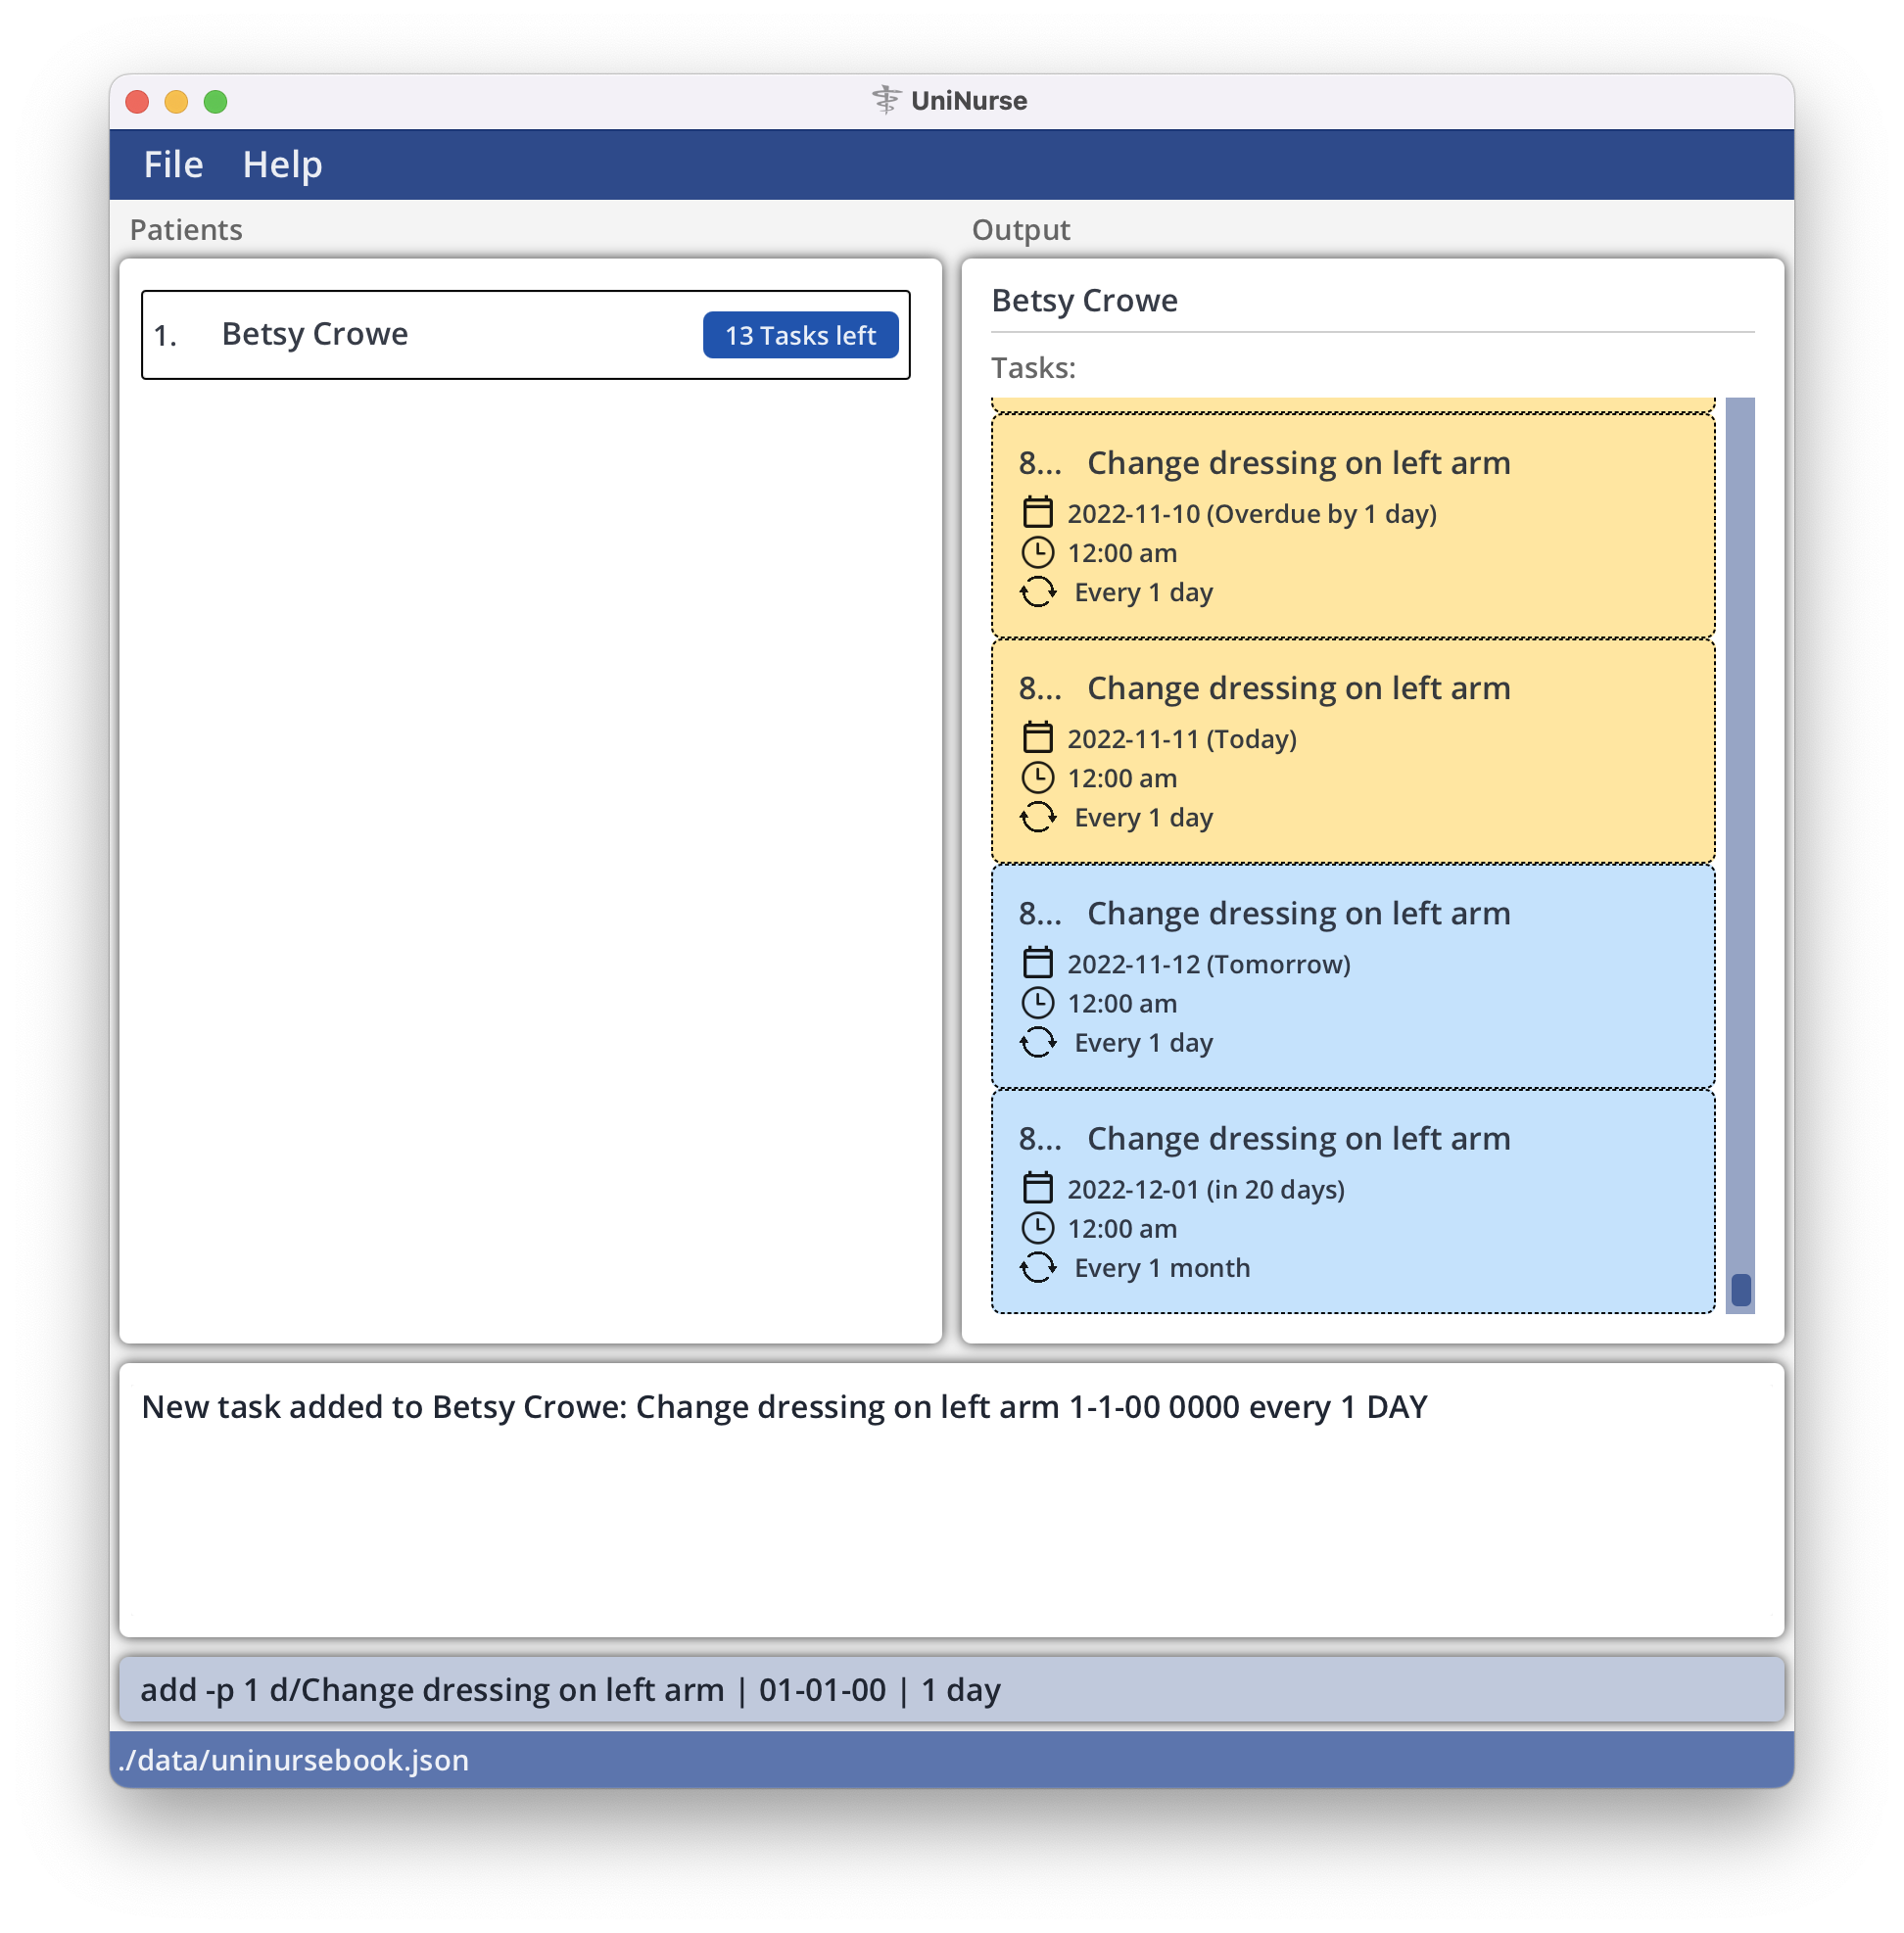 UniNurse
File Help
Patients
1. Betsy Crowe 13 Tasks left
Output
Betsy Crowe
Tasks:
8... Change dressing on left arm
2022-11-10 (Overdue by 1 day)
12:00 am
Every 1 day
8... Change dressing on left arm
2022-11-11 (Today)
12:00 am
Every 1 day
8... Change dressing on left arm
2022-11-12 (Tomorrow)
12:00 am
Every 1 day
8... Change dressing on left arm
2022-12-01 (in 20 days)
12:00 am
Every 1 month
New task added to Betsy Crowe: Change dressing on left arm 1-1-00 0000 every 1 DAY
add -p 1 d/Change dressing on left arm | 01-01-00 | 1 day
./data/uninursebook.json